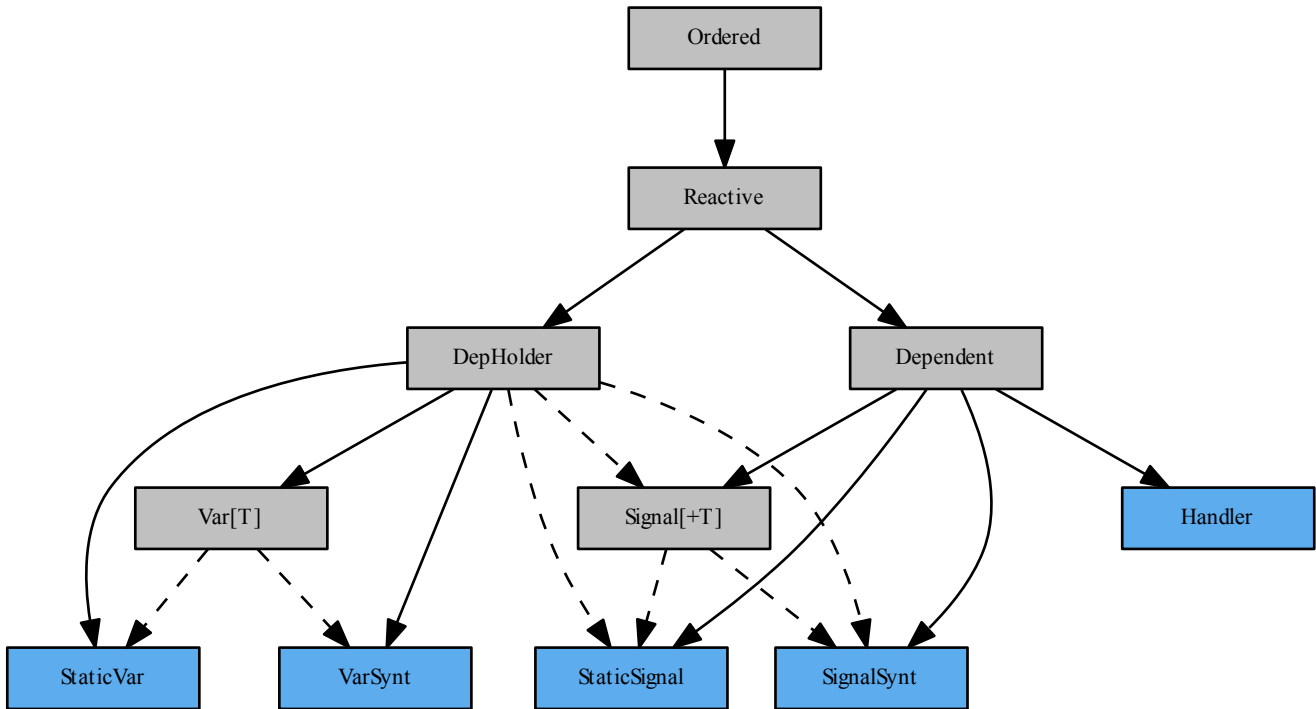 Ordered
Reactive
DepHolder
Dependent
Var[T]
Signal[+T]
Handler
StaticVar
VarSynt
StaticSignal
SignalSynt